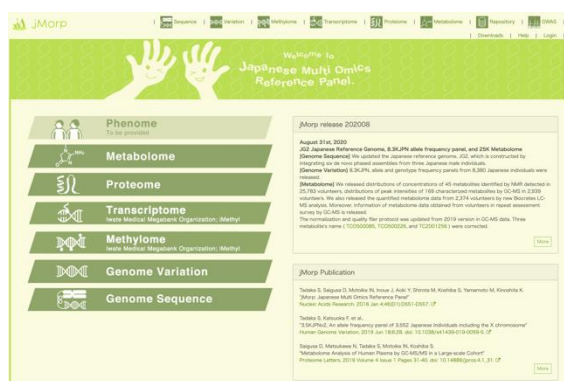 jMorp
| Sequence | Variation | Methylome | Transcriptome | Proteome | Metabolome | Repository | GWAS
| Downloads | Help | Login
Welcome to
Japanese Multi Omics
Reference Panel.
Phenome
To be provided
Metabolome
Proteome
Transcriptome
Iwate Medical Megabank Organization; iMethyl
Methylome
Iwate Medical Megabank Organization; iMethyl
Genome Variation
Genome Sequence
jMorp release 202008
August 31st, 2020
JG2 Japanese Reference Genome, 8.3KJPN allele frequency panel, and 25K Metabolome
[Genome Sequence] We updated the Japanese reference genome, JG2, which is constructed by
integrating six de novo phased assemblies from three Japanese male individuals.
[Genome Variation] 8.3KJPN, allele and genotype frequency panels from 8,380 Japanese individuals were
released.
[Metabolome] We released distributions of concentrations of 45 metabolites identified by NMR detected in
25,783 volunteers, distributions of peak intensities of 169 characterized metabolites by GC-MS in 2,939
volunteers. We also released the quantified metabolome data from 2,374 volunteers by new Biocrates LC-
MS analysis. Moreover, information of metabolome data obtained from volunteers in repeat assessment
survey by GC-MS is released.
The normalization and quality filter protocol was updated from 2019 version in GC-MS data. Three
metabolite's name ( TCOS00085, TCOS00226, and TCZ001256 ) were corrected.
More
jMorp Publication
Tadaka S, Saigusa D, Motoike IN, Inoue J, Aoki Y, Shirota M, Koshiba S, Yamamoto M, Kinoshita K.
"jMorp: Japanese Multi Omics Reference Panel"
Nucleic Acids Research. 2018 Jan 4;46(D1):D551-D557.
Tadaka S, Katsuoka F, et al.,
"3.5KJPNv2, An allele frequency panel of 3,552 Japanese Individuals including the X chromosome"
Human Genome Variation, 2019 Jun 18;6:28. doi: 10.1038/s41439-019-0059-5.
Saigusa D, Matsukawa N, Tadaka S, Motoike IN, Koshiba S.
"Metabolome Analysis of Human Plasma by GC-MS/MS in a Large-scale Cohort"
Proteome Letters, 2019 Volume 4 Issue 1 Pages 31-40. doi: 10.14889/jpros.4.1_31.
More